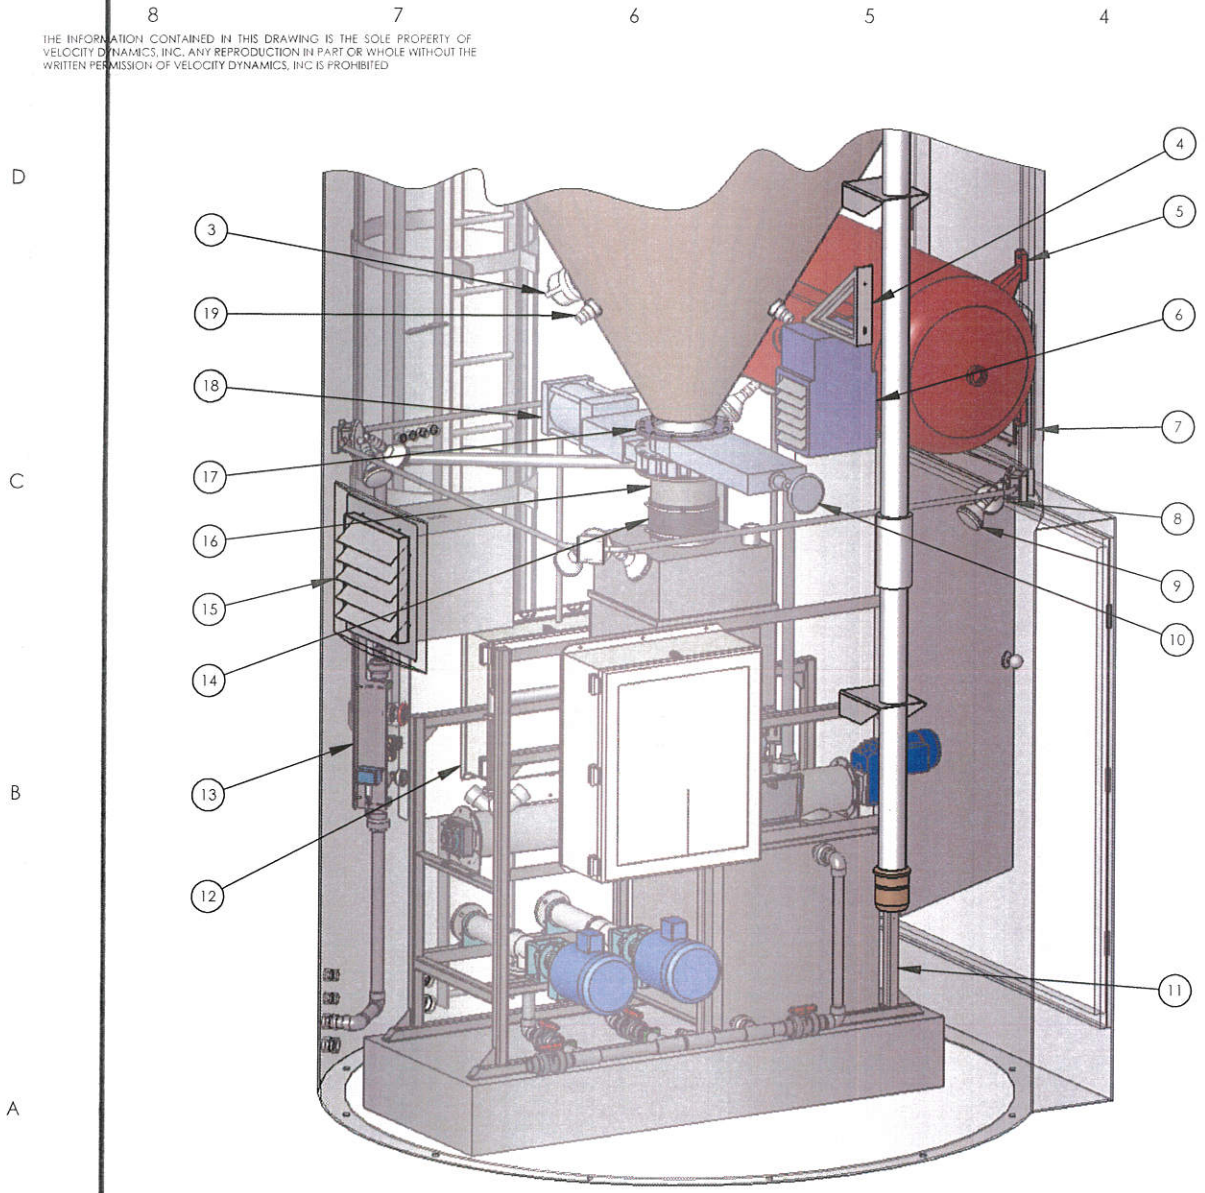 8 7 6 5 4
THE INFORMATION CONTAINED IN THIS DRAWING IS THE SOLE PROPERTY OF
VELOCITY DYNAMICS, INC. ANY REPRODUCTION IN PART OR WHOLE WITHOUT THE
WRITTEN PERMISSION OF VELOCITY DYNAMICS, INC IS PROHIBITED
4
D
5
3
19
6
18
7
17
C
8
16
9
15
10
14
13
B
12
11
A